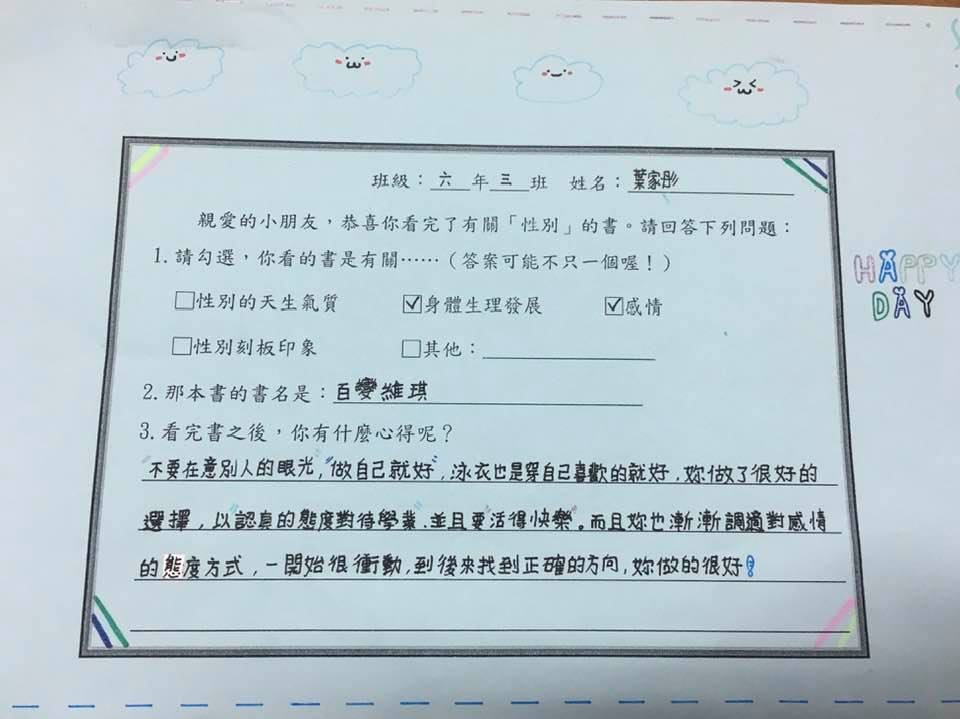 班級：六年三班 姓名：葉家彤
親愛的小朋友，恭喜你看完了有關「性別」的書。請回答下列問題：
1.請勾選，你看的書是有關……（答案可能不只一個喔！）
□性別的天生氣質 ☑身體生理發展 ☑感情
□性別刻板印象 □其他：
HAPPY
DAY
2.那本書的書名是：百變維琪
3.看完書之後，你有什麼心得呢？
"不要在意別人的眼光，"做自己就好"，泳衣也是穿自己喜歡的就好，妳做了很好的
選擇，以"認真的態度對待學業"，並且要活得快樂。而且妳也漸漸調適對感情
的態度方式，一開始很衝動，到後來找到正確的方向，妳做的很好！